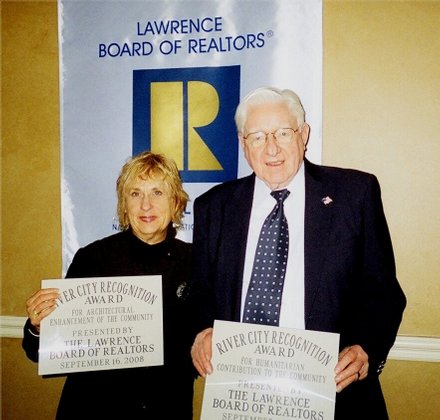 LAWRENCE
BOARD OF REALTORS®
R
RIVER CITY RECOGNITION
AWARD
FOR ARCHITECTURAL
ENHANCEMENT OF THE COMMUNITY
PRESENTED BY
THE LAWRENCE
BOARD OF REALTORS
SEPTEMBER 16, 2008
RIVER CITY RECOGNITION
AWARD
FOR HUMANITARIAN
CONTRIBUTION TO THE COMMUNITY
PRESENTED BY
THE LAWRENCE
BOARD OF REALTORS